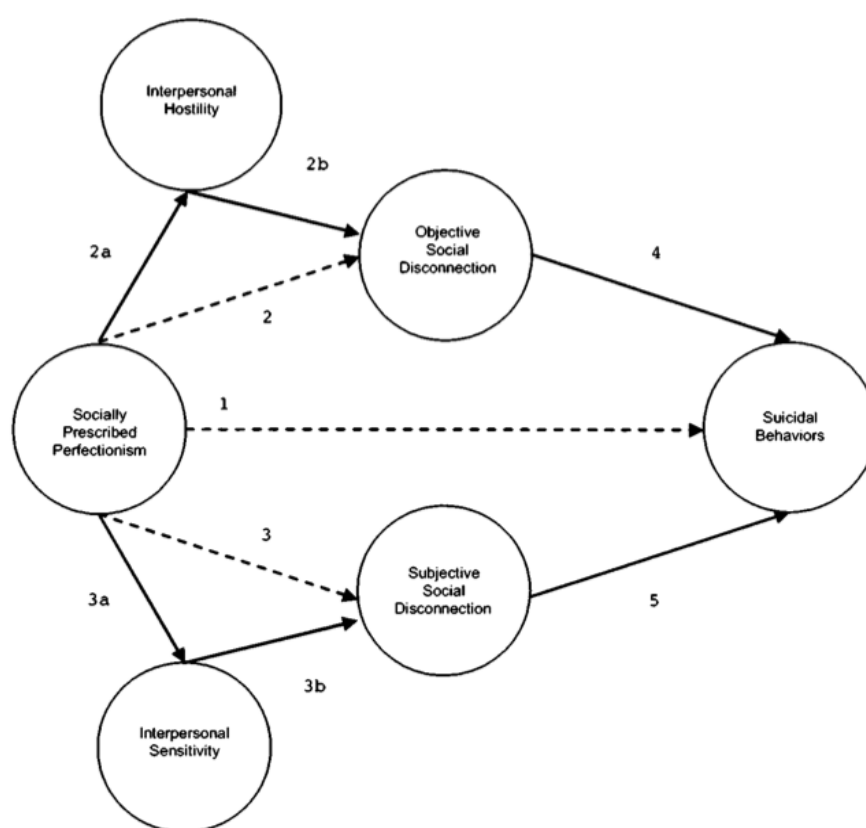 Interpersonal
Hostility
2b
Objective
Social
Disconnection
2a
4
2
Socially
Prescribed
Perfectionism
1
Suicidal
Behaviors
3
Subjective
Social
Disconnection
3a
5
3b
Interpersonal
Sensitivity